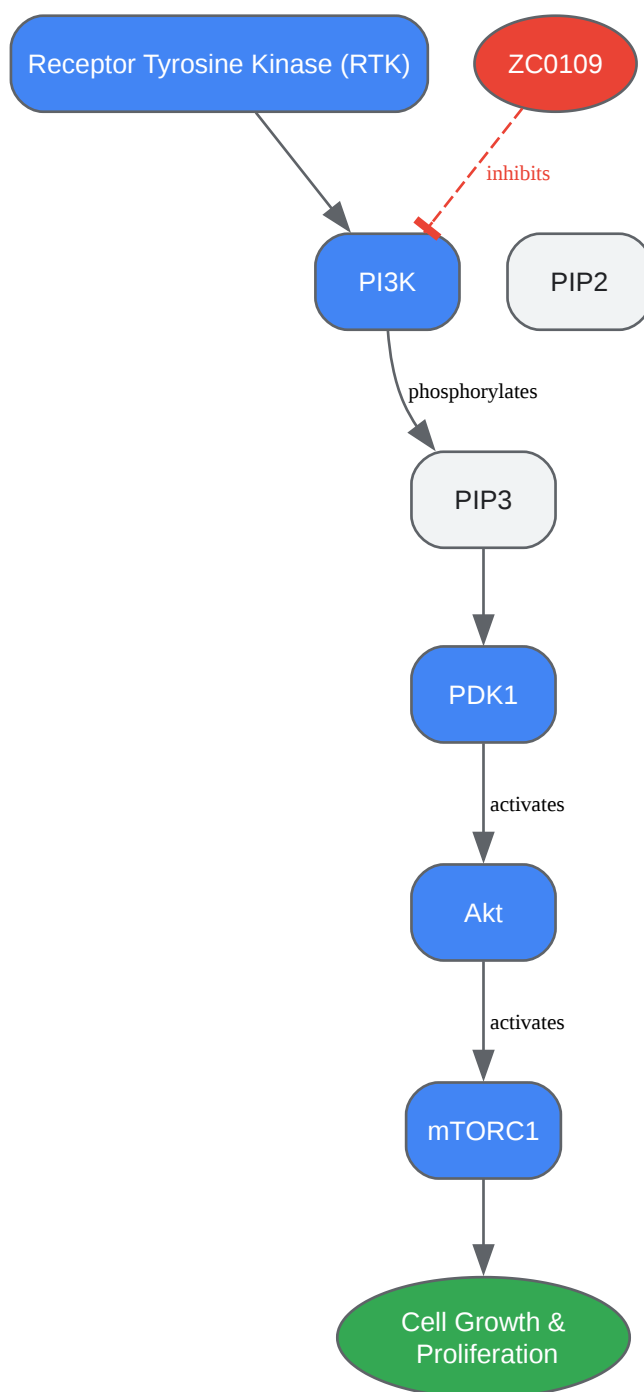 Receptor Tyrosine Kinase (RTK)
ZC0109
inhibits
PI3K
PIP2
phosphorylates
PIP3
PDK1
activates
Akt
activates
mTORC1
Cell Growth &
Proliferation